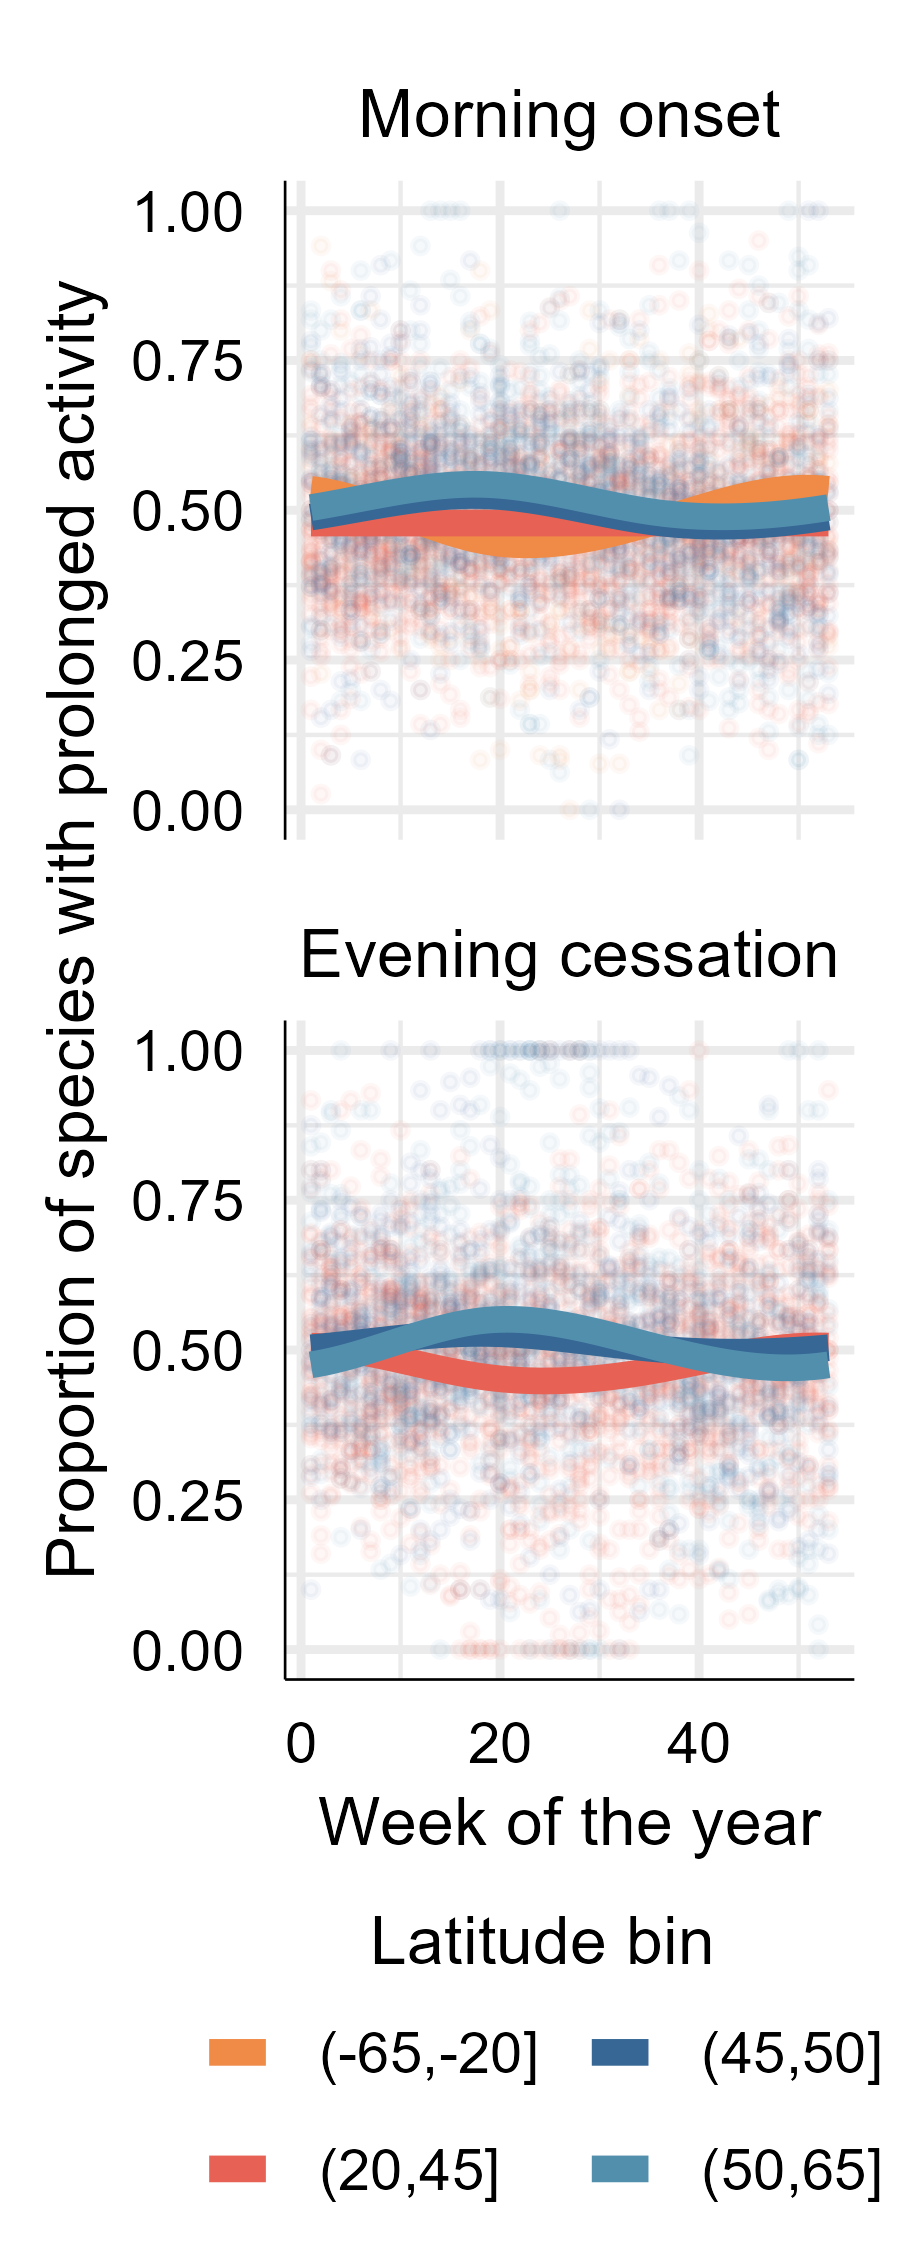 Morning onset
1.00
0.75
0.50
0.25
0.00
Proportion of species with prolonged activity
Evening cessation
1.00
0.75
0.50
0.25
0.00
0 20 40
Week of the year
Latitude bin
(-65,-20] (45,50]
(20,45] (50,65]